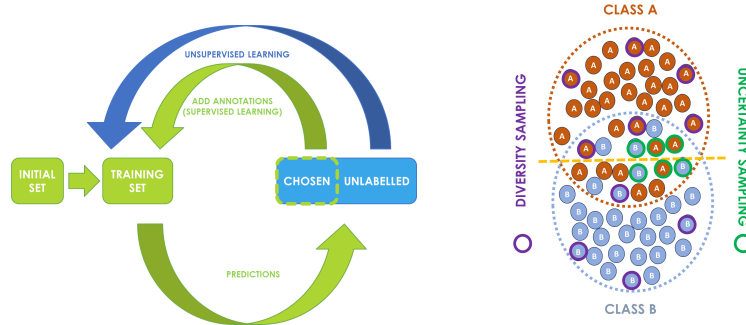 UNSUPERVISED LEARNING
ADD ANNOTATIONS
(SUPERVISED LEARNING)
INITIAL
SET
TRAINING
SET
CHOSEN
UNLABELLED
PREDICTIONS
CLASS A
DIVERSITY SAMPLING
UNCERTAINTY SAMPLING
A A
A A
A A A
A A A A
A A A A
A A A
A A A
A A B
A
A B B A A
A A A B A B
B B B A A
B B B
B B B B
B B B B
B B B B
B B B B
B B B
B B B
CLASS B